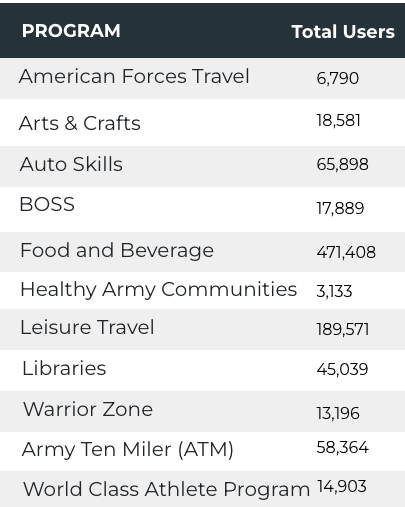 PROGRAM Total Users
American Forces Travel 6,790
Arts & Crafts 18,581
Auto Skills 65,898
BOSS 17,889
Food and Beverage 471,408
Healthy Army Communities 3,133
Leisure Travel 189,571
Libraries 45,039
Warrior Zone 13,196
Army Ten Miler (ATM) 58,364
World Class Athlete Program 14,903